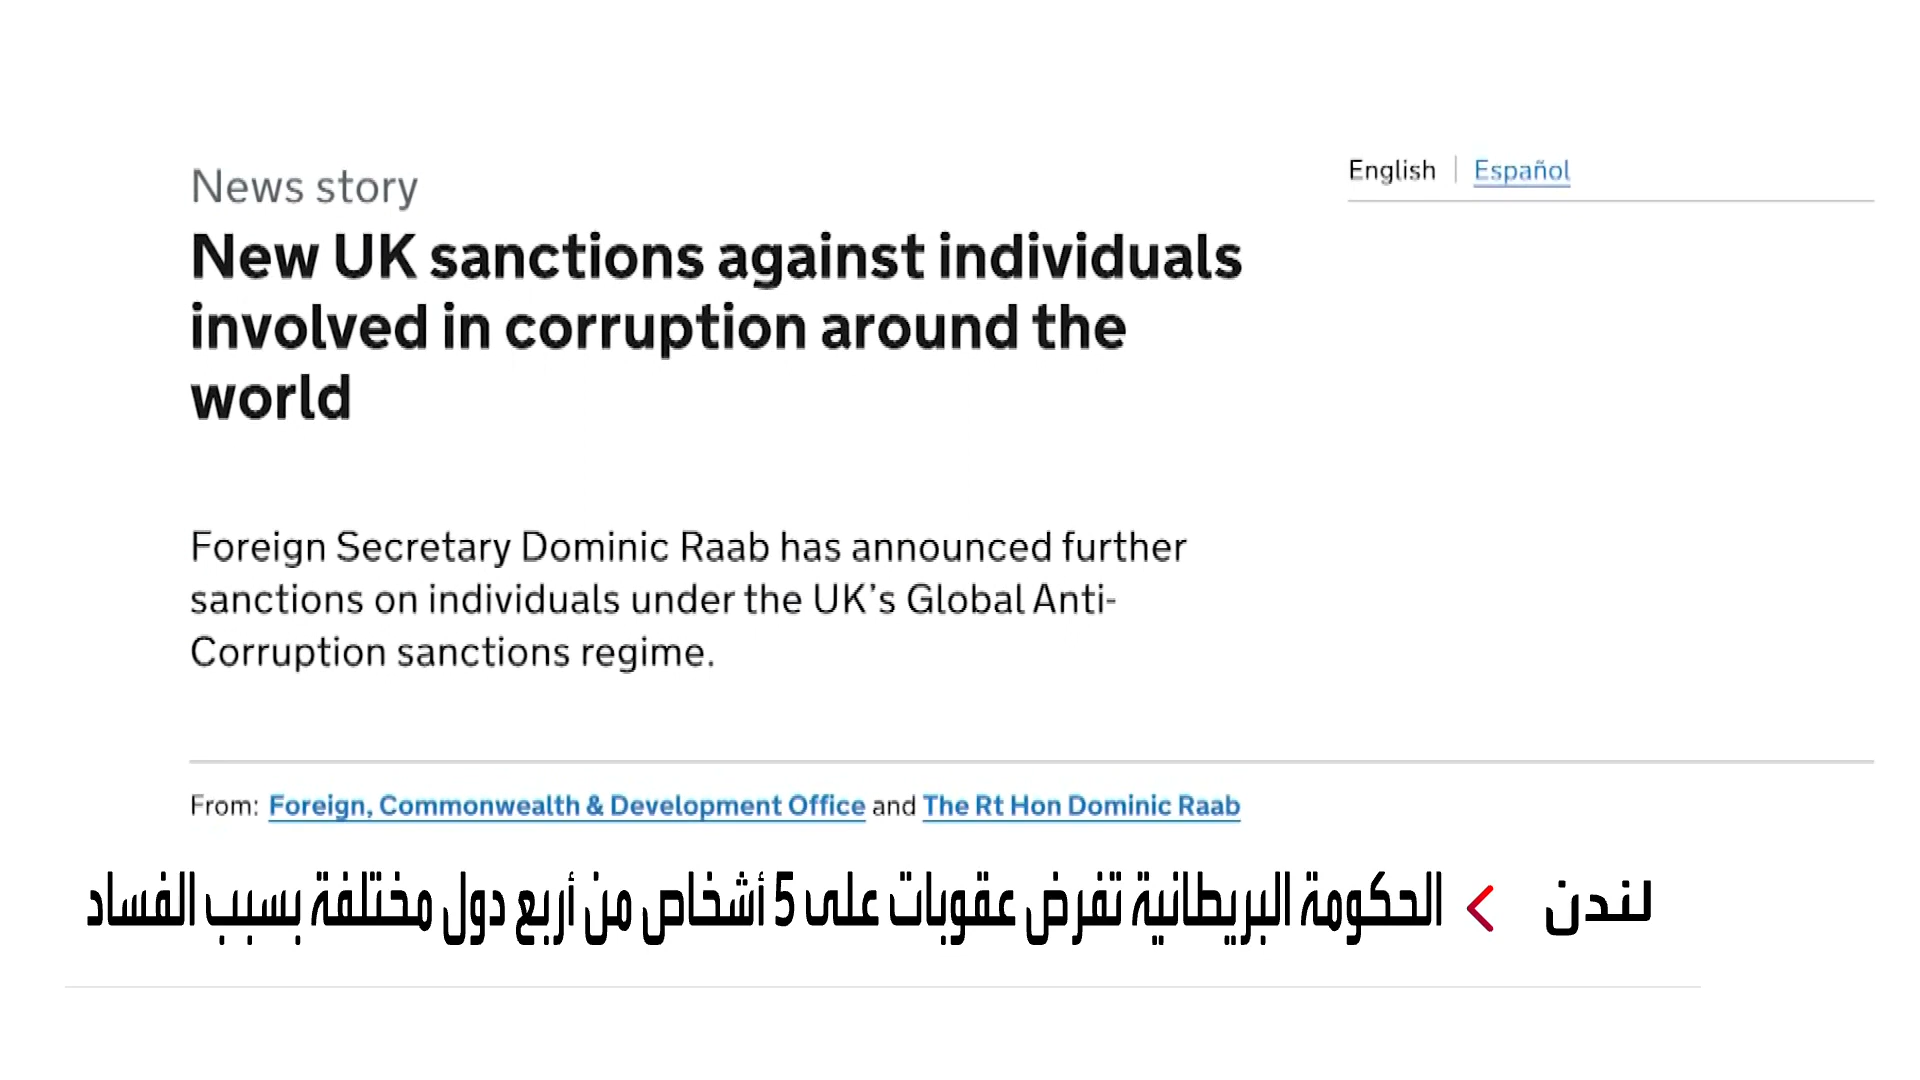 English | Español
News story
New UK sanctions against individuals
involved in corruption around the
world
Foreign Secretary Dominic Raab has announced further
sanctions on individuals under the UK’s Global Anti-
Corruption sanctions regime.
From: Foreign, Commonwealth & Development Office and The Rt Hon Dominic Raab
لندن > الحكومة البريطانية تفرض عقوبات على 5 أشخاص من أربع دول مختلفة بسبب الفساد